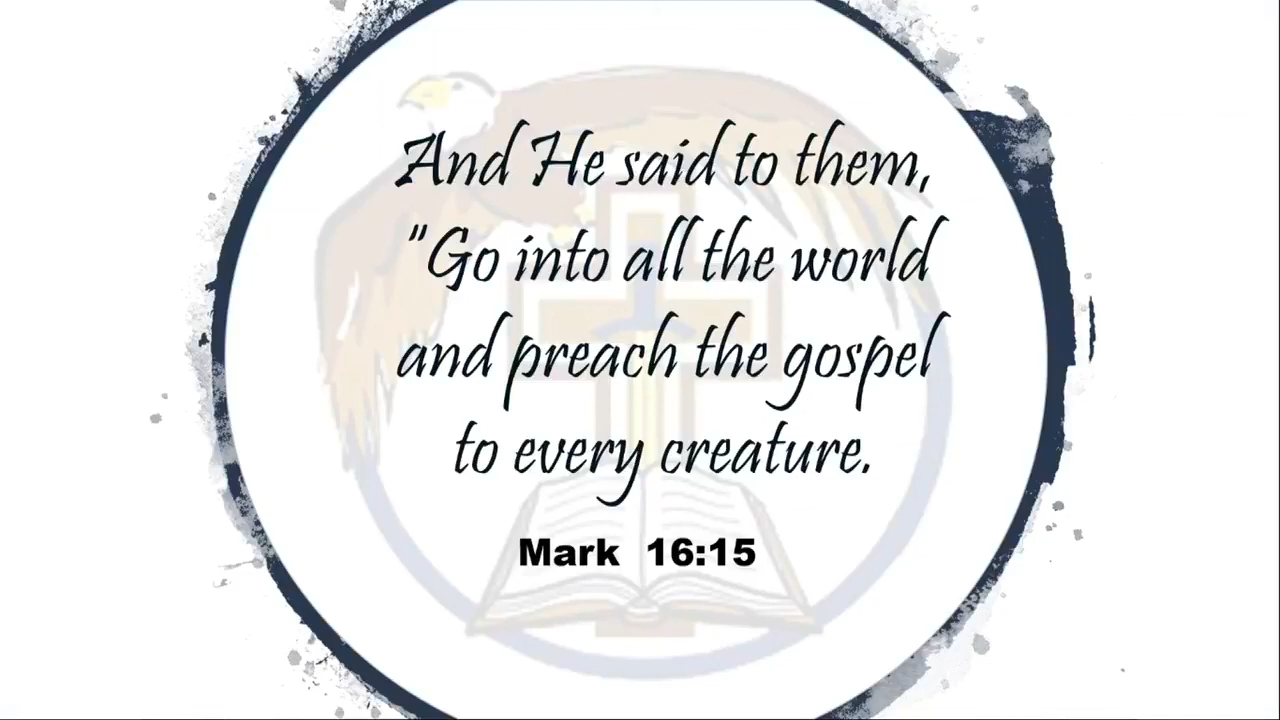 And He said to them,
"Go into all the world
and preach the gospel
to every creature.
Mark 16:15